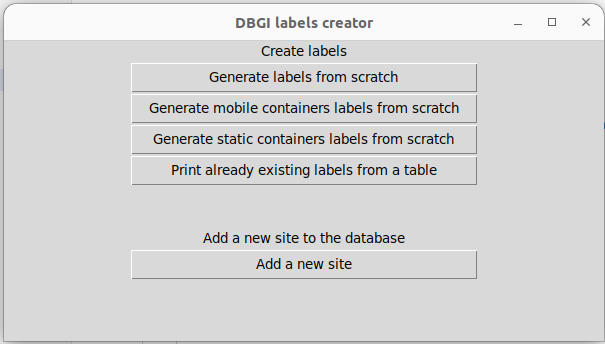 DBGI labels creator
Create labels
Generate labels from scratch
Generate mobile containers labels from scratch
Generate static containers labels from scratch
Print already existing labels from a table
Add a new site to the database
Add a new site